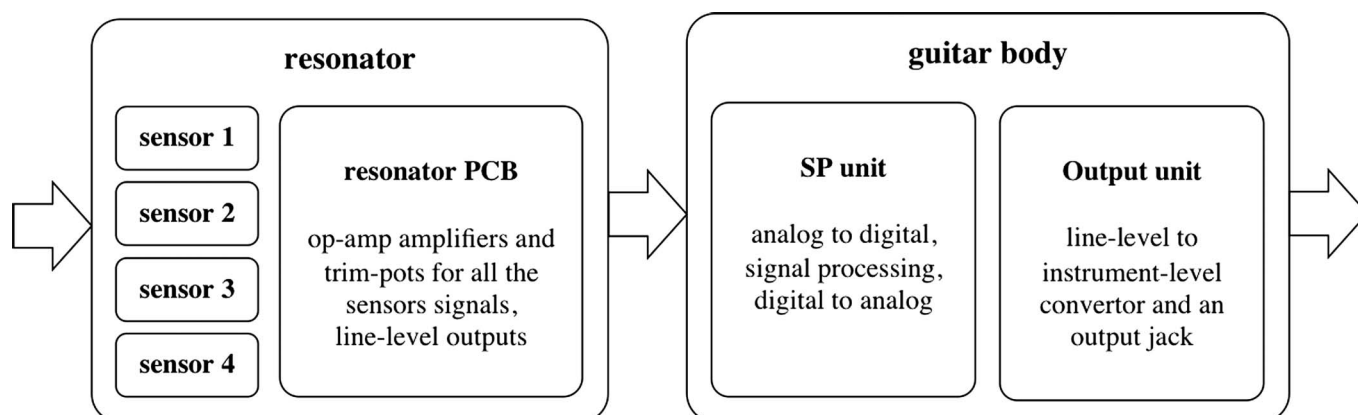 resonator
sensor 1
sensor 2
sensor 3
sensor 4
resonator PCB
op-amp amplifiers and
trim-pots for all the
sensors signals,
line-level outputs
guitar body
SP unit
analog to digital,
signal processing,
digital to analog
Output unit
line-level to
instrument-level
convertor and an
output jack